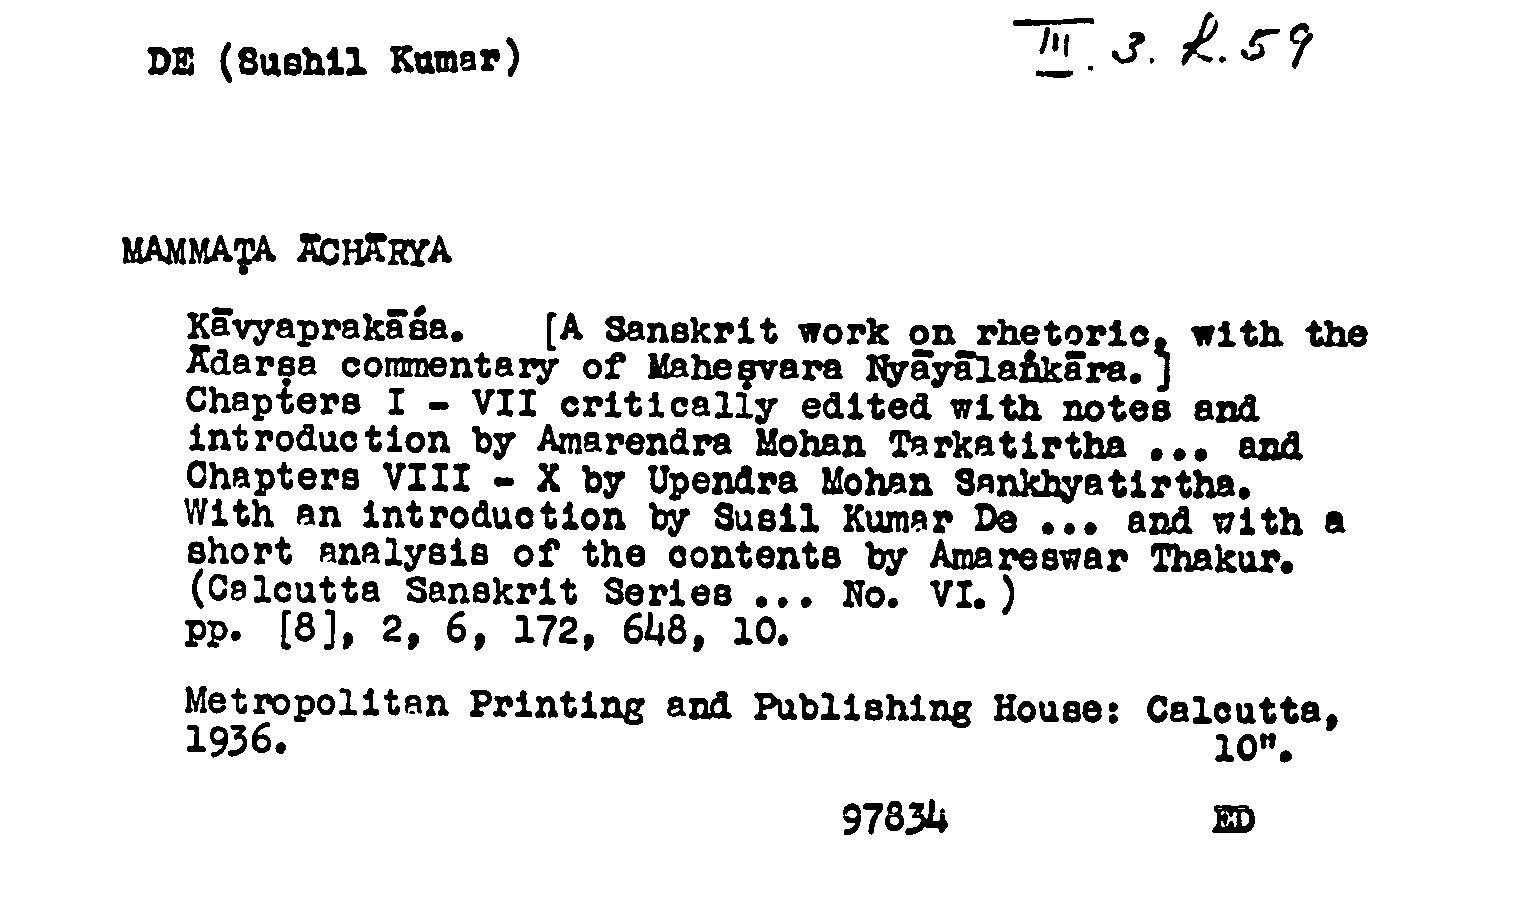 DE (Sushil Kumar)
III. 3. L. 59
MAMMAṬA ĀCHĀRYA
Kāvyaprakāśa. [A Sanskrit work on rhetoric, with the
Ādarṣa commentary of Maheṣvara Nyāyālaṅkāra.]
Chapters I - VII critically edited with notes and
introduction by Amarendra Mohan Tarkatirtha ... and
Chapters VIII - X by Upendra Mohan Sankhyatirtha.
With an introduction by Susil Kumar De ... and with a
short analysis of the contents by Amareswar Thakur.
(Calcutta Sanskrit Series ... No. VI.)
pp. [8], 2, 6, 172, 648, 10.
Metropolitan Printing and Publishing House: Calcutta,
1936. 10".
97834 ED